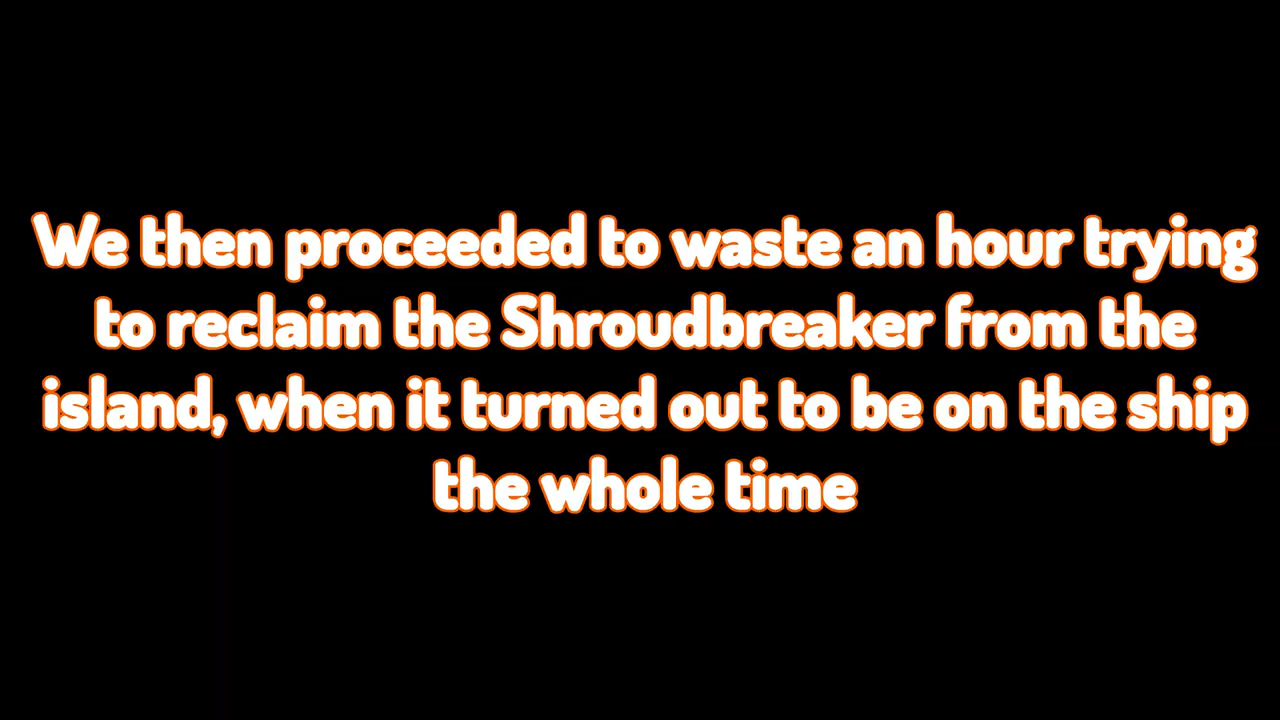 We then proceeded to waste an hour trying
to reclaim the Shroudbreaker from the
island, when it turned out to be on the ship
the whole time